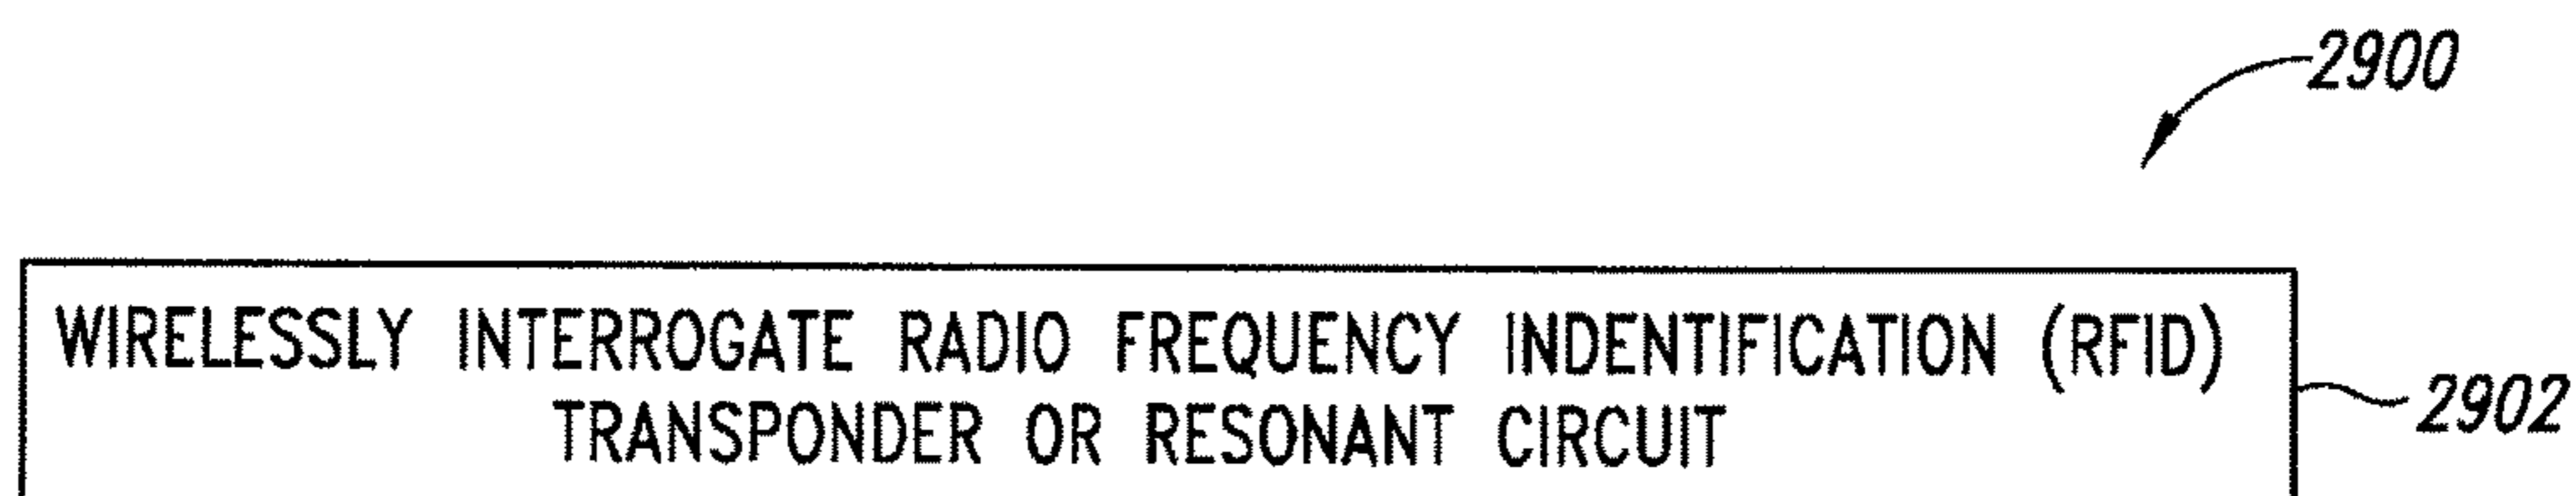 2900
WIRELESSLY INTERROGATE RADIO FREQUENCY INDENTIFICATION (RFID)
TRANSPONDER OR RESONANT CIRCUIT
2902